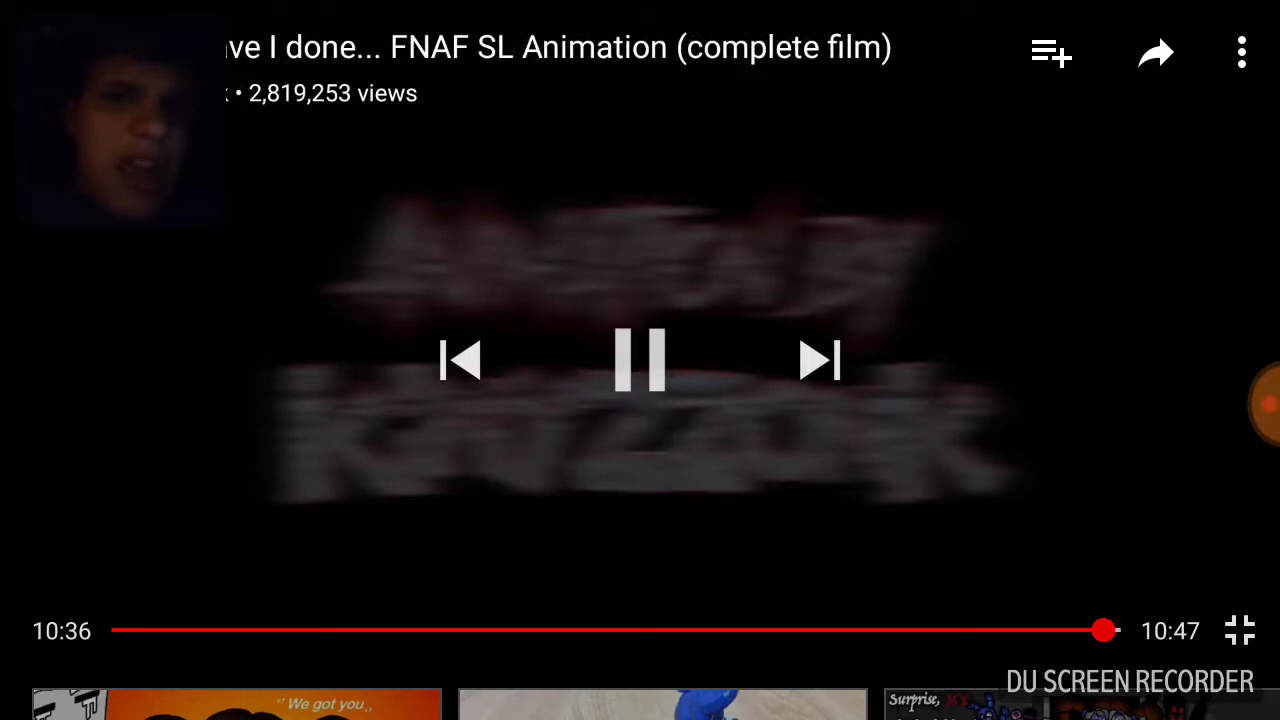 ve I done... FNAF SL Animation (complete film)
• 2,819,253 views
10:36
10:47
DU SCREEN RECORDER
" We got you,,
Surprise,